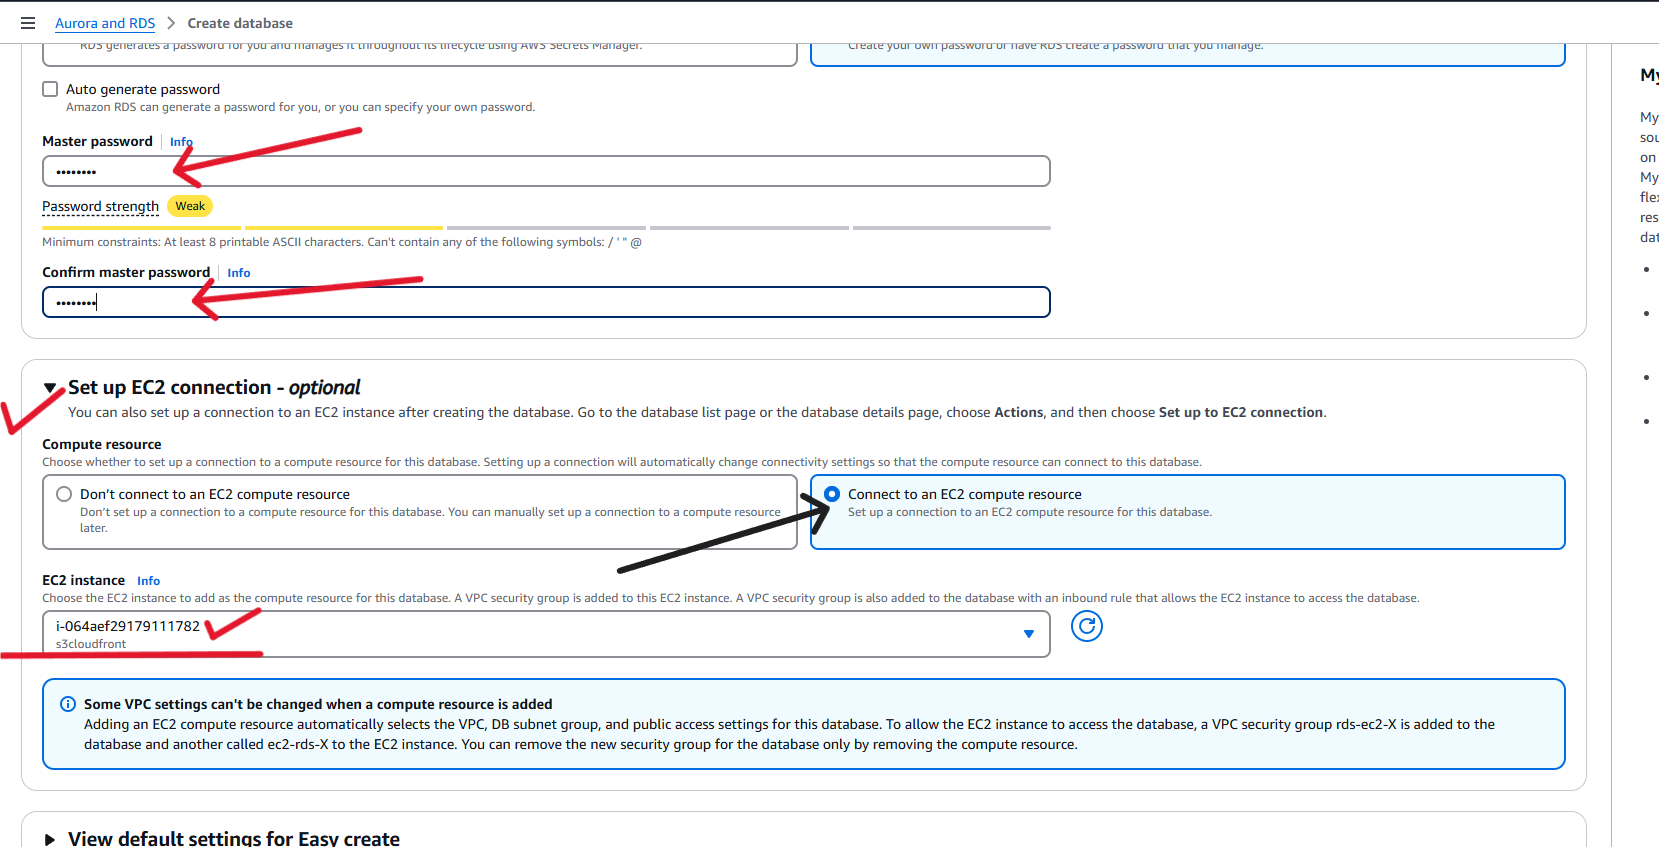 Aurora and RDS > Create database
RDS generates a password for you and manages it throughout its lifecycle using AWS Secrets Manager.
Create your own password or have RDS create a password that you manage.
Auto generate password
Amazon RDS can generate a password for you, or you can specify your own password.
Master password | Info
••••••••
Password strength Weak
Minimum constraints: At least 8 printable ASCII characters. Can't contain any of the following symbols: / ' " @
Confirm master password | Info
••••••••
Set up EC2 connection - optional
You can also set up a connection to an EC2 instance after creating the database. Go to the database list page or the database details page, choose Actions, and then choose Set up to EC2 connection.
Compute resource
Choose whether to set up a connection to a compute resource for this database. Setting up a connection will automatically change connectivity settings so that the compute resource can connect to this database.
Don't connect to an EC2 compute resource
Don't set up a connection to a compute resource for this database. You can manually set up a connection to a compute resource
later.
Connect to an EC2 compute resource
Set up a connection to an EC2 compute resource for this database.
EC2 instance Info
Choose the EC2 instance to add as the compute resource for this database. A VPC security group is added to this EC2 instance. A VPC security group is also added to the database with an inbound rule that allows the EC2 instance to access the database.
i-064aef29179111782
s3cloudfront
Some VPC settings can't be changed when a compute resource is added
Adding an EC2 compute resource automatically selects the VPC, DB subnet group, and public access settings for this database. To allow the EC2 instance to access the database, a VPC security group rds-ec2-X is added to the
database and another called ec2-rds-X to the EC2 instance. You can remove the new security group for the database only by removing the compute resource.
View default settings for Easy create
My
My
sou
on
My
flex
res
dat